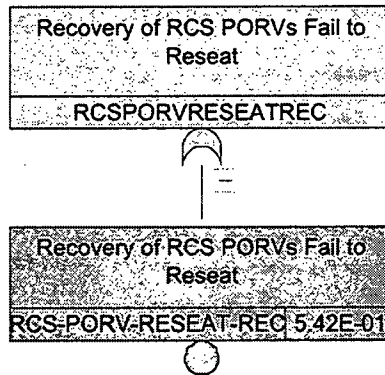 Recovery of RCS PORVs Fail to
Reseat
RCSPORVRESEATREC
Recovery of RCS PORVs Fail to
Reseat
RCS-PORV-RESEAT-REC 5.42E-01